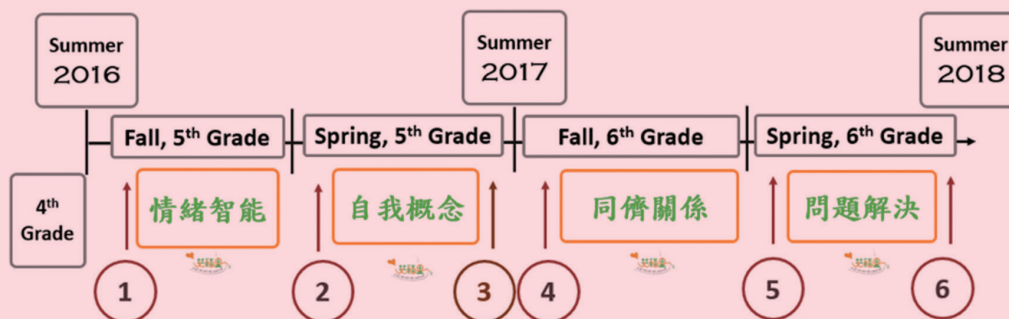 Summer
2016
Summer
2017
Summer
2018
Fall, 5th Grade
Spring, 5th Grade
Fall, 6th Grade
Spring, 6th Grade
4th
Grade
情緒智能
自我概念
同儕關係
問題解決
1
2
3
4
5
6